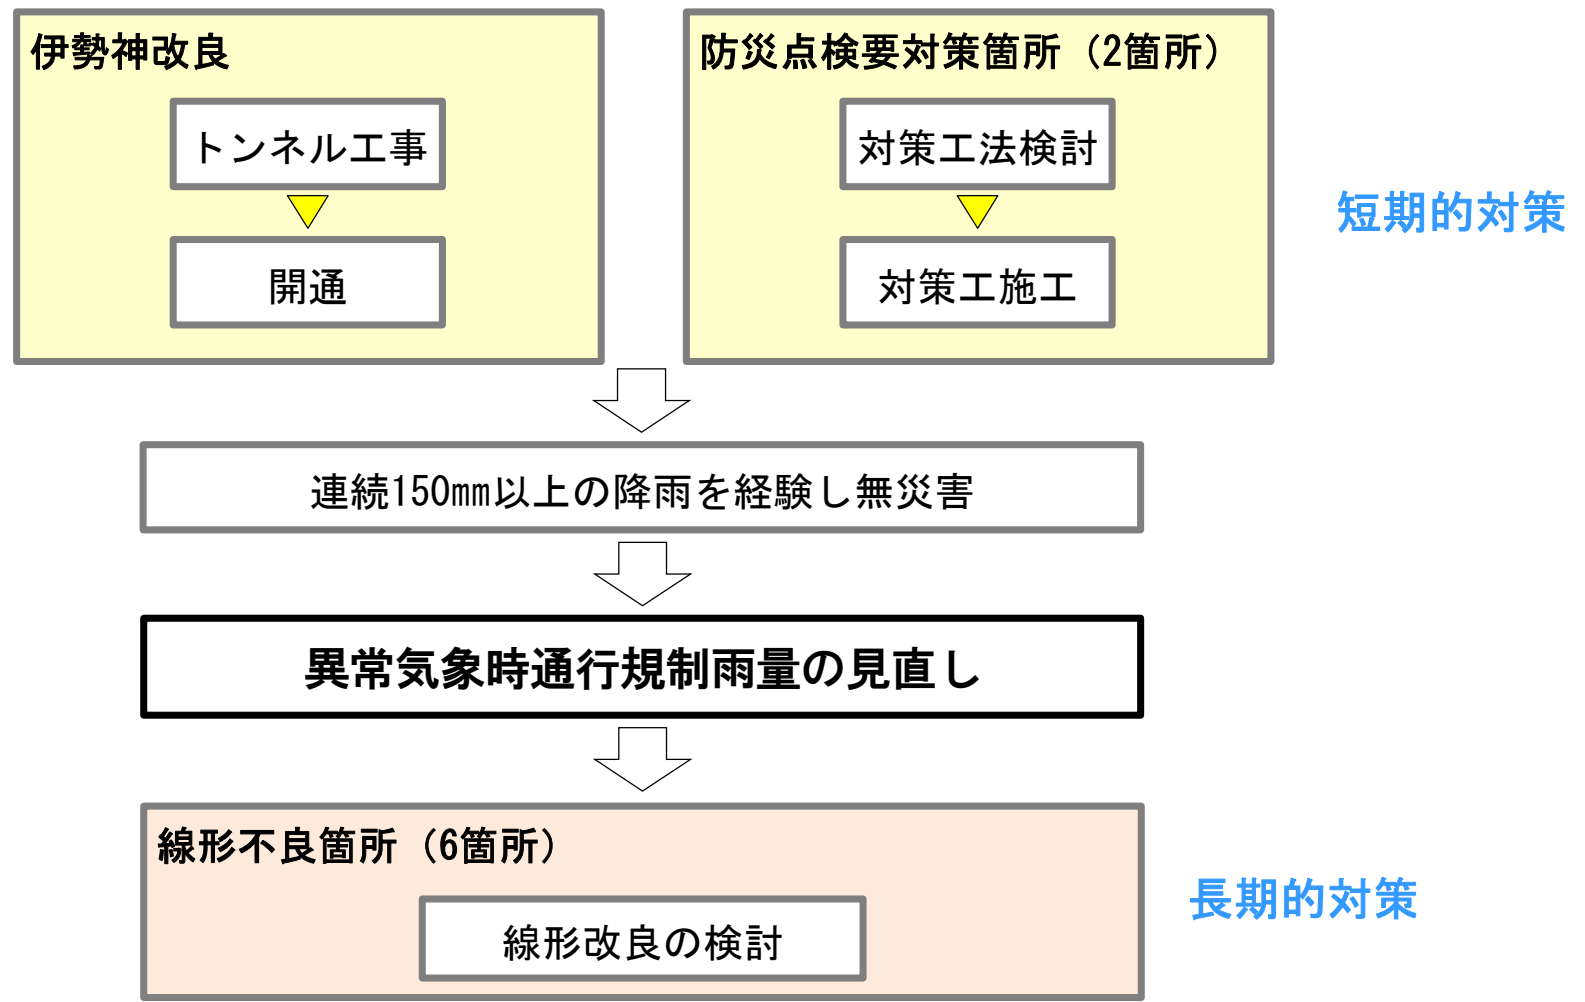 伊勢神改良
トンネル工事
開通
防災点検要対策箇所（2箇所）
対策工法検討
対策工施工
短期的対策
連続150㎜以上の降雨を経験し無災害
異常気象時通行規制雨量の見直し
線形不良箇所（6箇所）
線形改良の検討
長期的対策